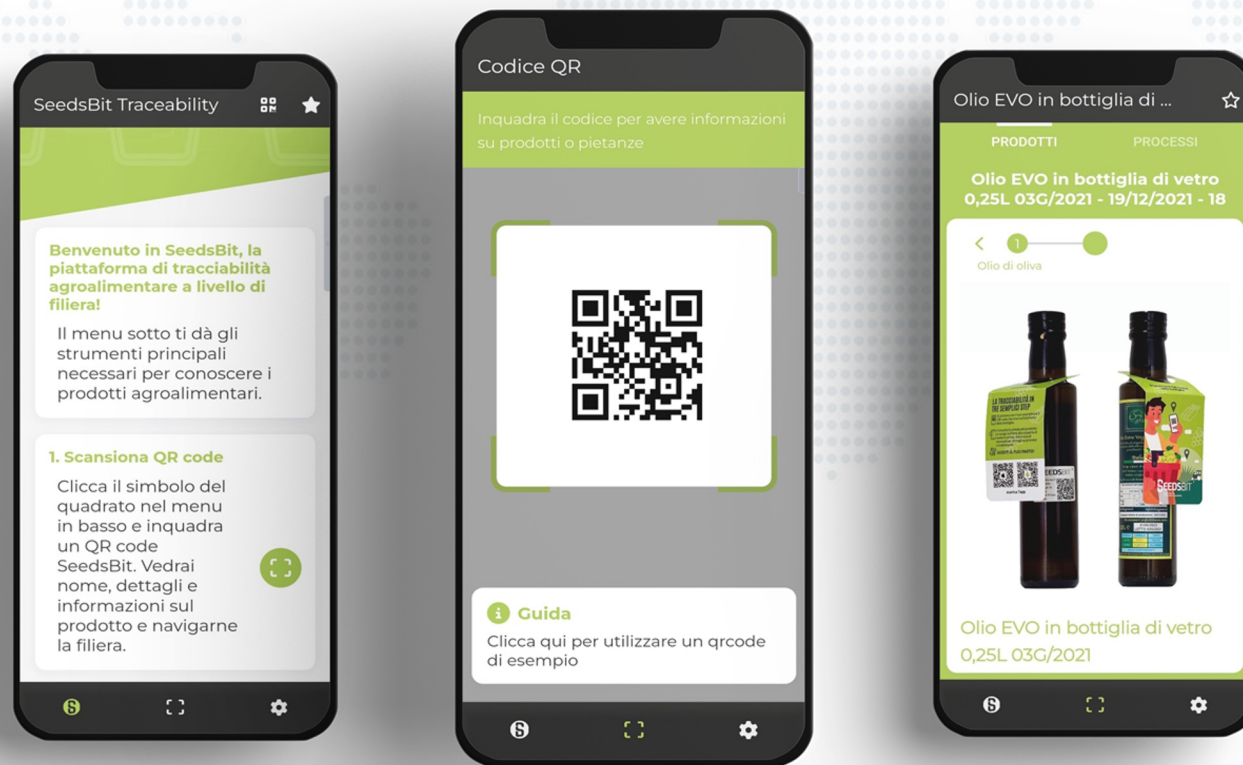 SeedsBit Traceability
Benvenuto in SeedsBit, la
piattaforma di tracciabilità
agroalimentare a livello di
filiera!
Il menu sotto ti dà gli
strumenti principali
necessari per conoscere i
prodotti agroalimentari.
1. Scansiona QR code
Clicca il simbolo del
quadrato nel menu
in basso e inquadra
un QR code
SeedsBit. Vedrai
nome, dettagli e
informazioni sul
prodotto e navigarne
la filiera.
Codice QR
Inquadra il codice per avere informazioni
su prodotti o pietanze
Guida
Clicca qui per utilizzare un qrcode
di esempio
Olio EVO in bottiglia di ...
PRODOTTI PROCESSI
Olio EVO in bottiglia di vetro
0,25L 03G/2021 - 19/12/2021 - 18
1
Olio di oliva
LA TRACCIABILITÀ IN
TRE SEMPLICI STEP
SEEDSBIT
Olio EVO in bottiglia di vetro
0,25L 03G/2021